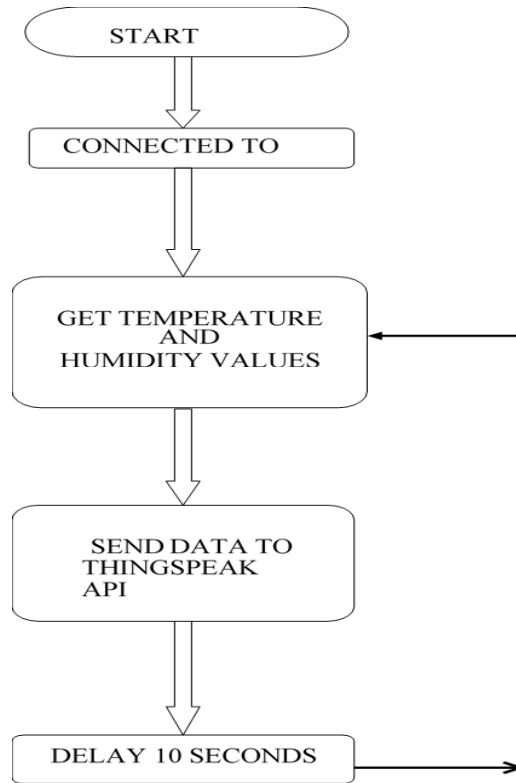 START
CONNECTED TO
GET TEMPERATURE
AND
HUMIDITY VALUES
SEND DATA TO
THINGSPEAK
API
DELAY 10 SECONDS